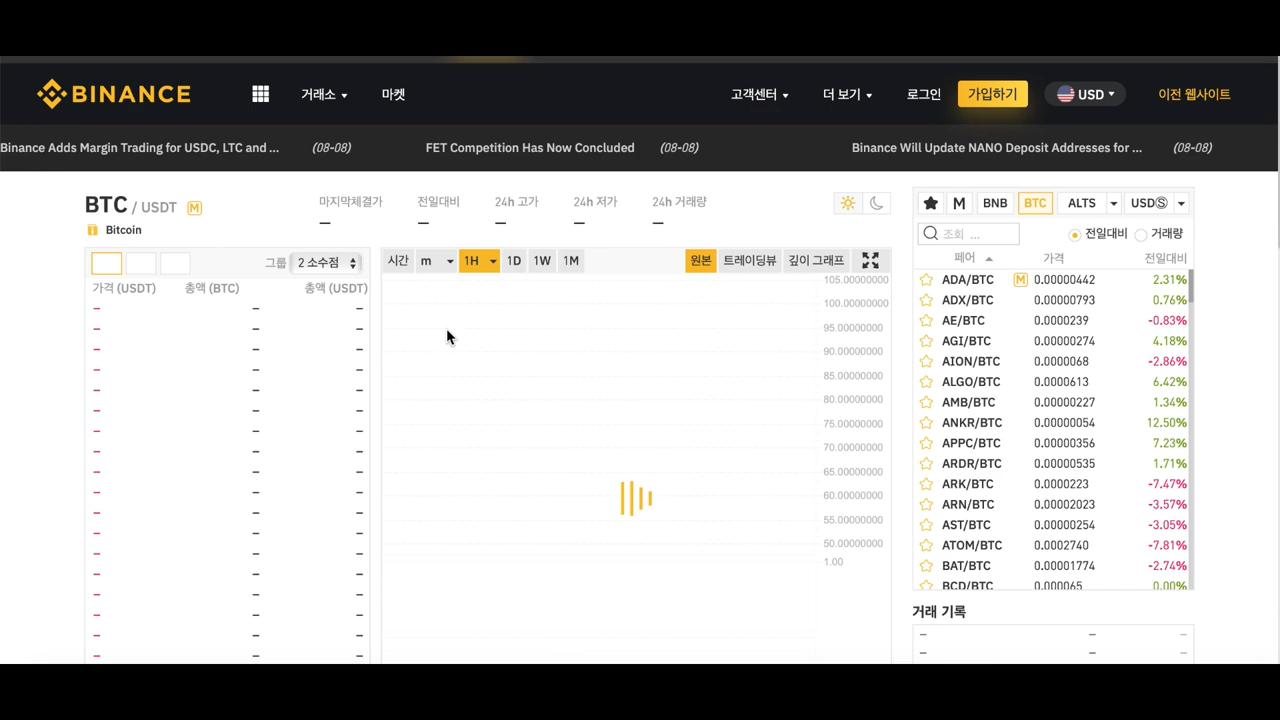 BINANCE
거래소
마켓
고객센터
더 보기
로그인
가입하기
USD
이전 웹사이트
Binance Adds Margin Trading for USDC, LTC and ... (08-08)
FET Competition Has Now Concluded (08-08)
Binance Will Update NANO Deposit Addresses for ... (08-08)
BTC / USDT M
Bitcoin
마지막체결가
전일대비
24h 고가
24h 저가
24h 거래량
그룹 2 소수점
가격 (USDT) 총액 (BTC) 총액 (USDT)
시간 m 1H 1D 1W 1M
원본 트레이딩뷰 깊이 그래프
105.00000000
100.00000000
95.00000000
90.00000000
85.00000000
80.00000000
75.00000000
70.00000000
65.00000000
60.00000000
55.00000000
50.00000000
1.00
M BNB BTC ALTS USDⓈ
조회 ...
전일대비 거래량
페어 가격 전일대비
ADA/BTC M 0.00000442 2.31%
ADX/BTC 0.00000793 0.76%
AE/BTC 0.0000239 -0.83%
AGI/BTC 0.00000274 4.18%
AION/BTC 0.0000068 -2.86%
ALGO/BTC 0.0000613 6.42%
AMB/BTC 0.00000227 1.34%
ANKR/BTC 0.00000054 12.50%
APPC/BTC 0.00000356 7.23%
ARDR/BTC 0.00000535 1.71%
ARK/BTC 0.0000223 -7.47%
ARN/BTC 0.00002023 -3.57%
AST/BTC 0.00000254 -3.05%
ATOM/BTC 0.0002740 -7.81%
BAT/BTC 0.00001774 -2.74%
BCD/BTC 0.000065 0.00%
거래 기록